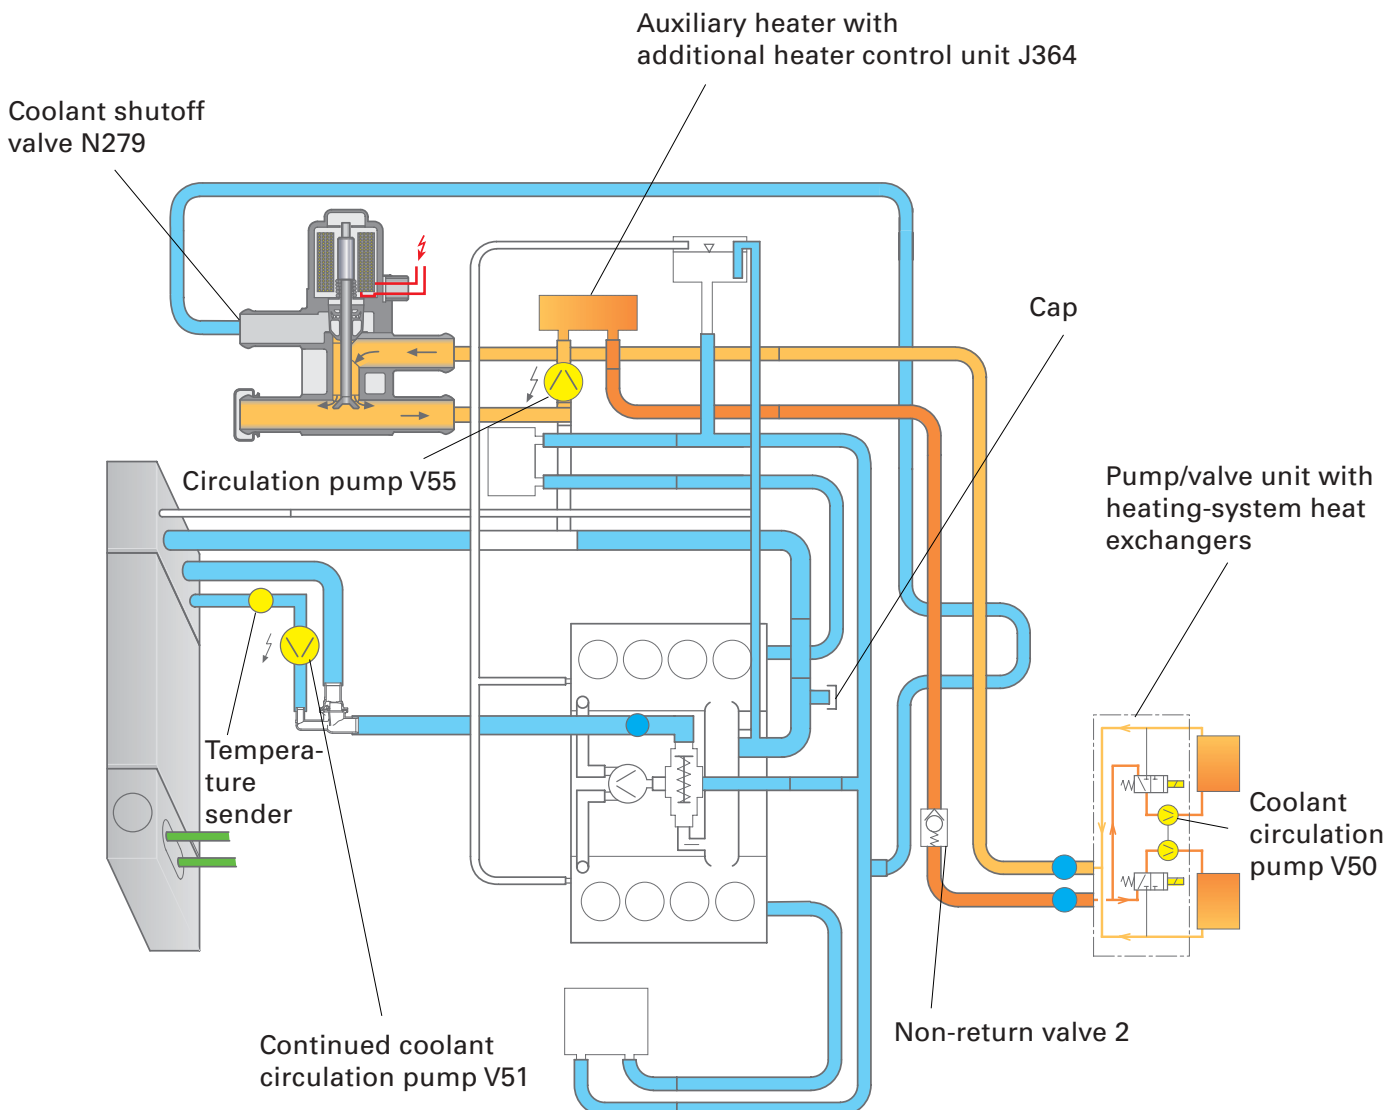 Auxiliary heater with
additional heater control unit J364
Coolant shutoff
valve N279
Cap
Circulation pump V55
Pump/valve unit with
heating-system heat
exchangers
Tempera-
ture
sender
Coolant
circulation
pump V50
Non-return valve 2
Continued coolant
circulation pump V51